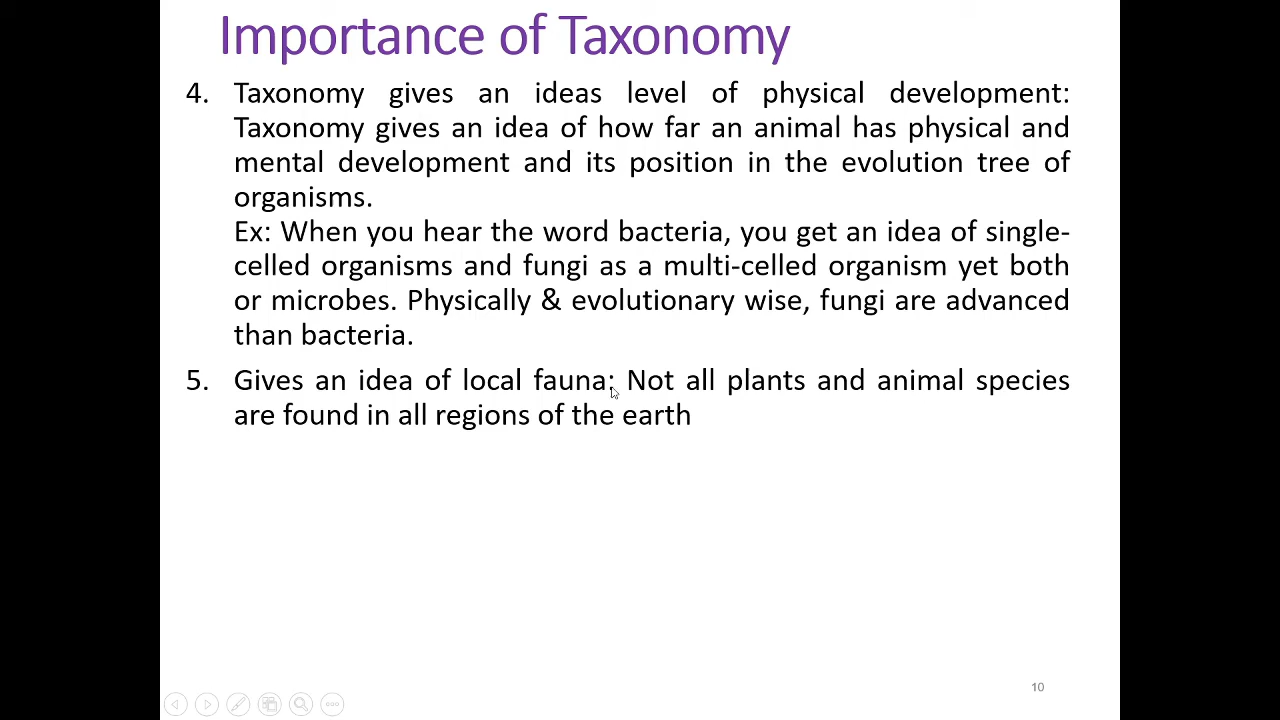 Importance of Taxonomy
4. Taxonomy gives an ideas level of physical development:
Taxonomy gives an idea of how far an animal has physical and
mental development and its position in the evolution tree of
organisms.
Ex: When you hear the word bacteria, you get an idea of single-
celled organisms and fungi as a multi-celled organism yet both
or microbes. Physically & evolutionary wise, fungi are advanced
than bacteria.
5. Gives an idea of local fauna: Not all plants and animal species
are found in all regions of the earth
10